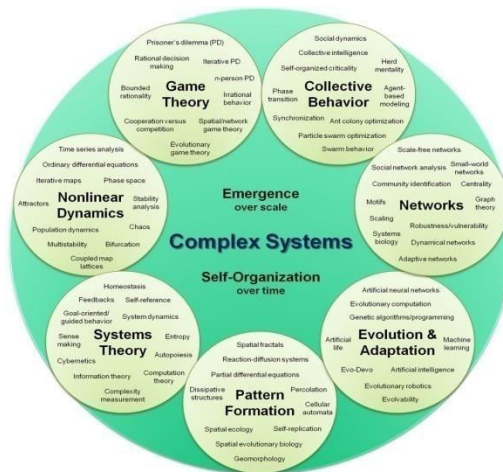 Prisoner's dilemma (PD)
Rational decision making
Iterative PD
n-person PD
Bounded rationality
Game Theory
Irrational behavior
Cooperation versus competition
Spatial/network game theory
Evolutionary game theory
Social dynamics
Collective intelligence
Self-organized criticality
Herd mentality
Phase transition
Collective Behavior
Agent-based modeling
Synchronization
Ant colony optimization
Particle swarm optimization
Swarm behavior
Time series analysis
Ordinary differential equations
Iterative maps
Phase space
Attractors
Nonlinear Dynamics
Stability analysis
Population dynamics
Chaos
Multistability
Bifurcation
Coupled map lattices
Emergence
over scale
Complex Systems
Self-Organization
over time
Scale-free networks
Social network analysis
Small-world networks
Community identification
Centrality
Motifs
Networks
Graph theory
Scaling
Robustness/vulnerability
Systems biology
Dynamical networks
Adaptive networks
Homeostasis
Feedbacks
Self-reference
Goal-oriented/guided behavior
System dynamics
Sense making
Systems Theory
Entropy
Cybernetics
Autopoiesis
Information theory
Computation theory
Complexity measurement
Spatial fractals
Reaction-diffusion systems
Partial differential equations
Dissipative structures
Pattern Formation
Percolation
Cellular automata
Spatial ecology
Self-replication
Spatial evolutionary biology
Geomorphology
Artificial neural networks
Evolutionary computation
Genetic algorithms/programming
Artificial life
Evolution & Adaptation
Machine learning
Evo-Devo
Artificial intelligence
Evolutionary robotics
Evolvability